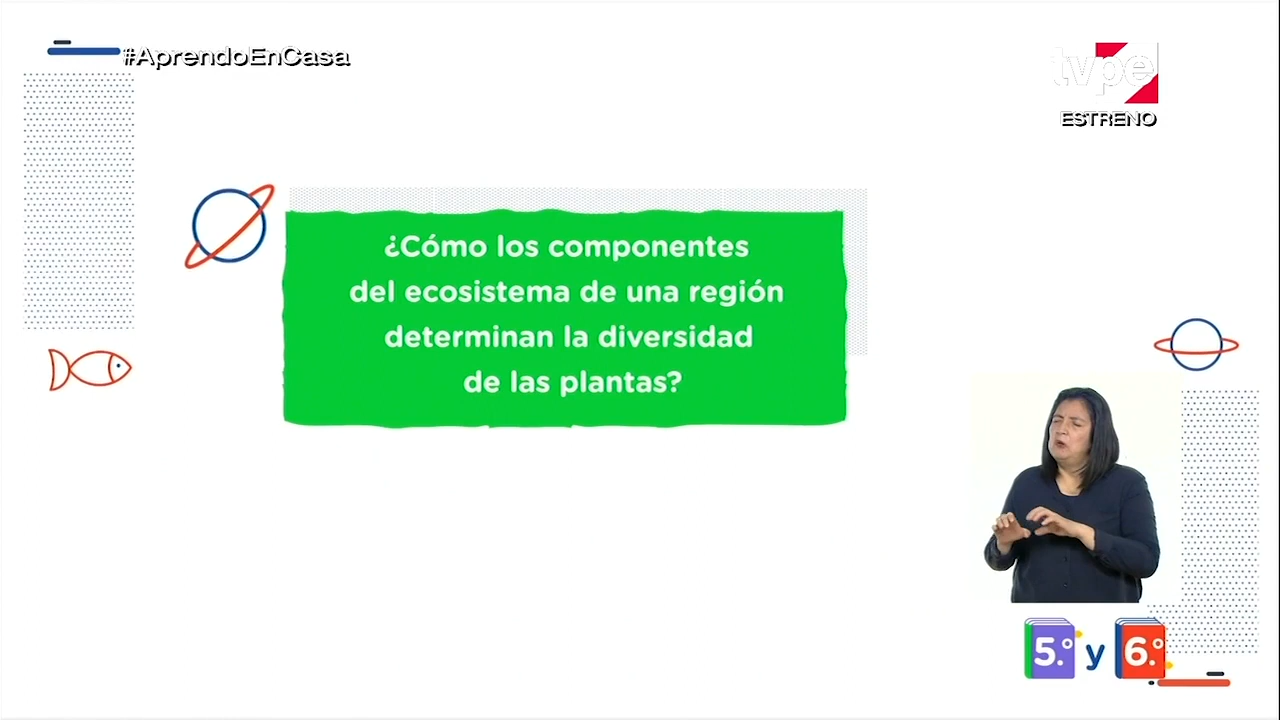 #AprendoEnCasa
tvpe
ESTRENO
¿Cómo los componentes
del ecosistema de una región
determinan la diversidad
de las plantas?
5.° y 6.°